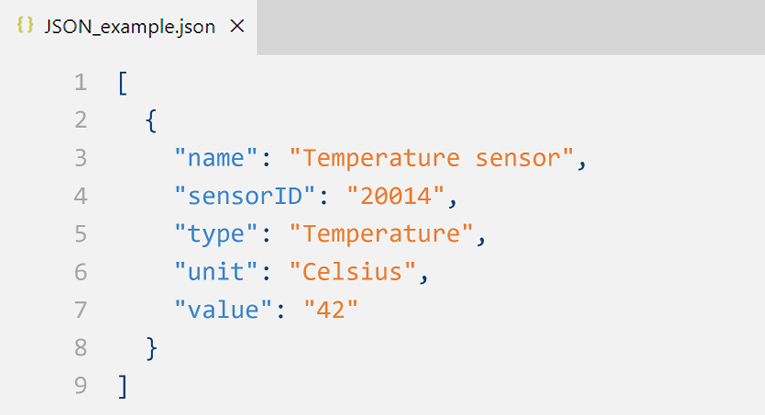 {} JSON_example.json ×
1 [
2 {
3 "name": "Temperature sensor",
4 "sensorID": "20014",
5 "type": "Temperature",
6 "unit": "Celsius",
7 "value": "42"
8 }
9 ]